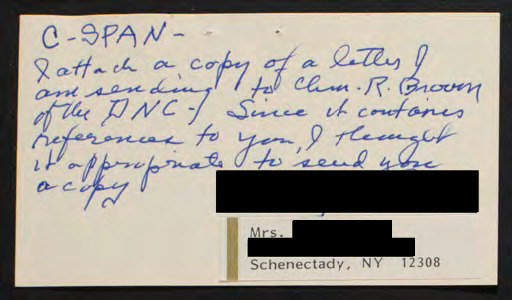 C-SPAN-
I attach a copy of a letter I
am sending to Chm. R. Brown
of the DNC-/ Since it contains
references to you, I thought
it appropriate to send you
a copy
Mrs.
Schenectady, NY 12308